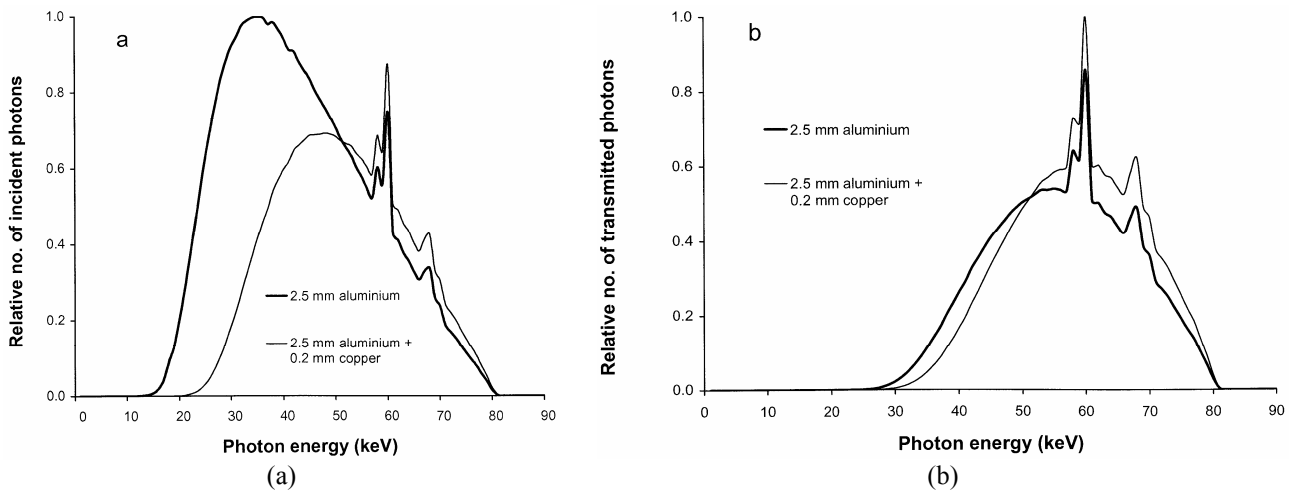 a
Relative no. of incident photons
1.0
0.8
0.6
0.4
0.2
0.0
2.5 mm aluminium
2.5 mm aluminium +
0.2 mm copper
0 10 20 30 40 50 60 70 80 90
Photon energy (keV)
(a)
b
Relative no. of transmitted photons
1.0
0.8
0.6
0.4
0.2
0.0
2.5 mm aluminium
2.5 mm aluminium +
0.2 mm copper
0 10 20 30 40 50 60 70 80 90
Photon energy (keV)
(b)